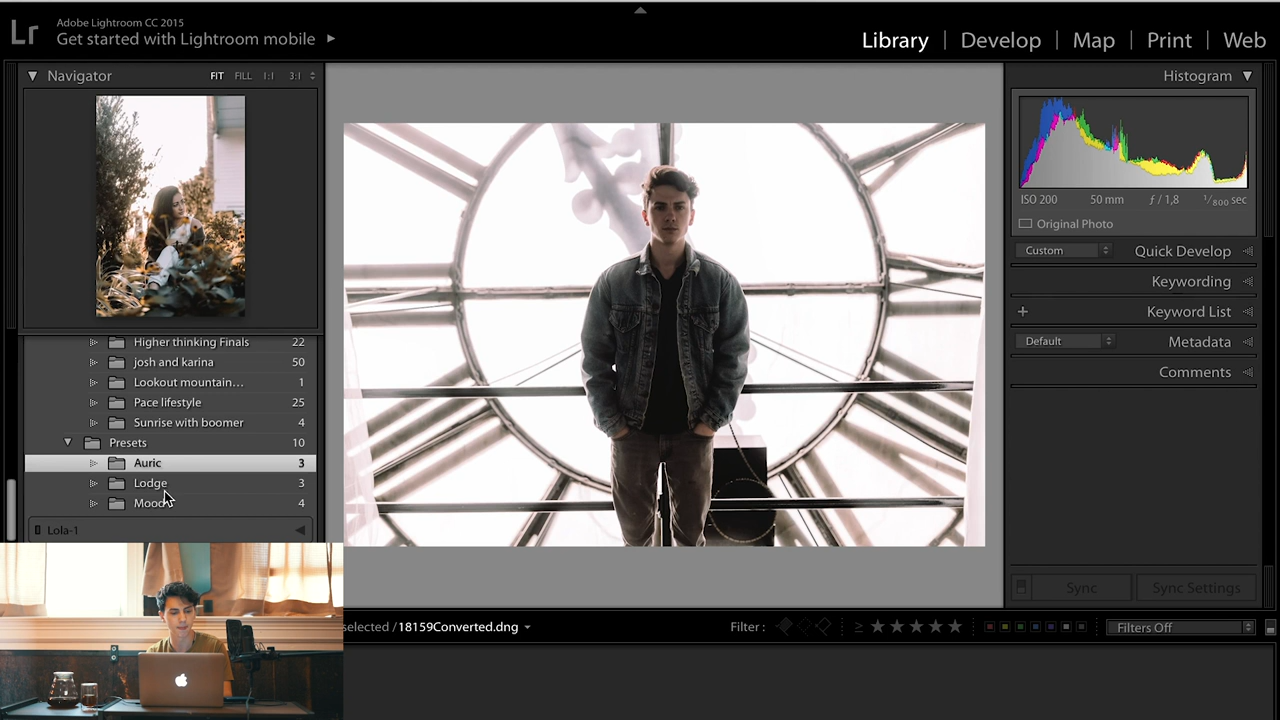 Lr
Adobe Lightroom CC 2015
Get started with Lightroom mobile ▶
Library | Develop | Map | Print | Web
Navigator
FIT FILL 1:1 3:1
Higher thinking Finals 22
josh and karina 50
Lookout mountain... 1
Pace lifestyle 25
Sunrise with boomer 4
Presets 10
Auric 3
Lodge 3
4
Lola-1
Histogram
ISO 200 50 mm ƒ / 1,8 1/800 sec
Original Photo
Custom Quick Develop
Keywording
+ Keyword List
Default Metadata
Comments
Sync Sync Settings
selected / 18159Converted.dng
Filter : ≥ ★ ★ ★ ★ ★ Filters Off